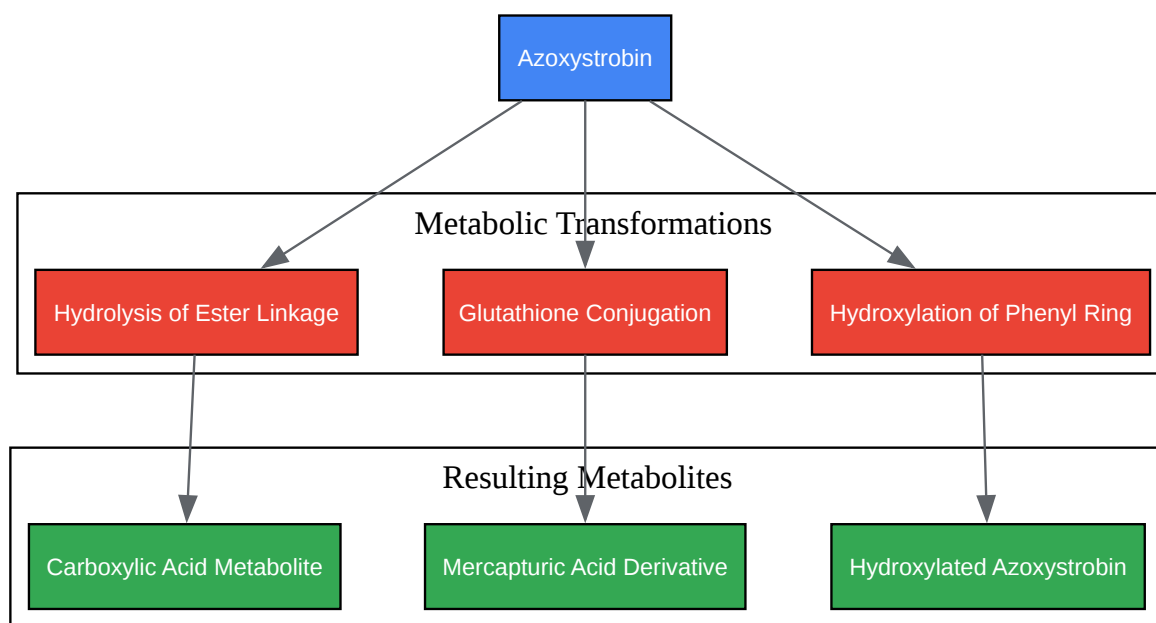 Azoxystrobin
Metabolic Transformations
Hydrolysis of Ester Linkage
Glutathione Conjugation
Hydroxylation of Phenyl Ring
Resulting Metabolites
Carboxylic Acid Metabolite
Mercapturic Acid Derivative
Hydroxylated Azoxystrobin